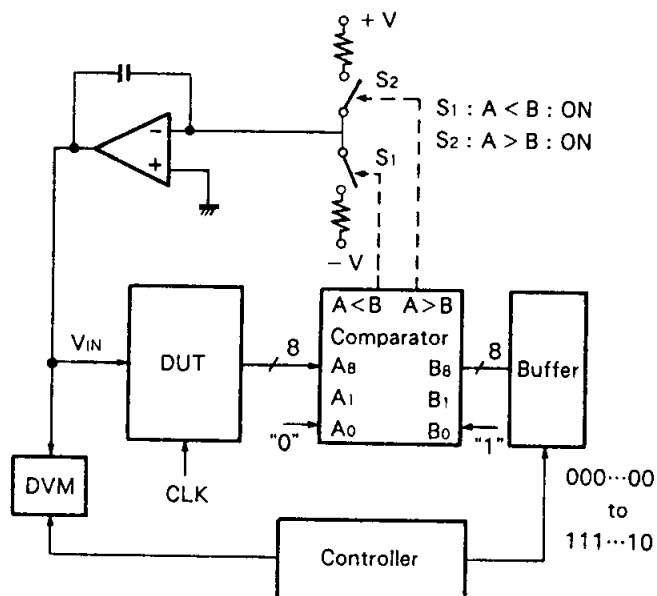 + V
S2
S1 : A < B : ON
S2 : A > B : ON
−
+
S1
− V
A<B A>B
Comparator
VIN
DUT
8
A8
B8
8
Buffer
A1
B1
"0"
A0
B0
"1"
DVM
CLK
000···00
to
111···10
Controller